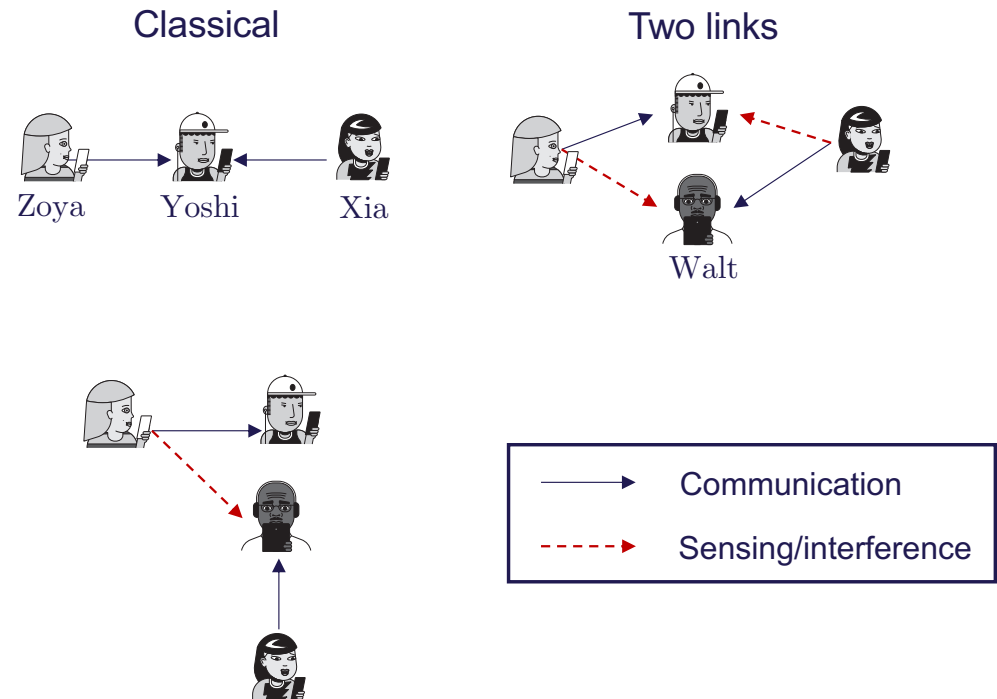 Classical
Two links
Zoya
Yoshi
Xia
Walt
Communication
Sensing/interference